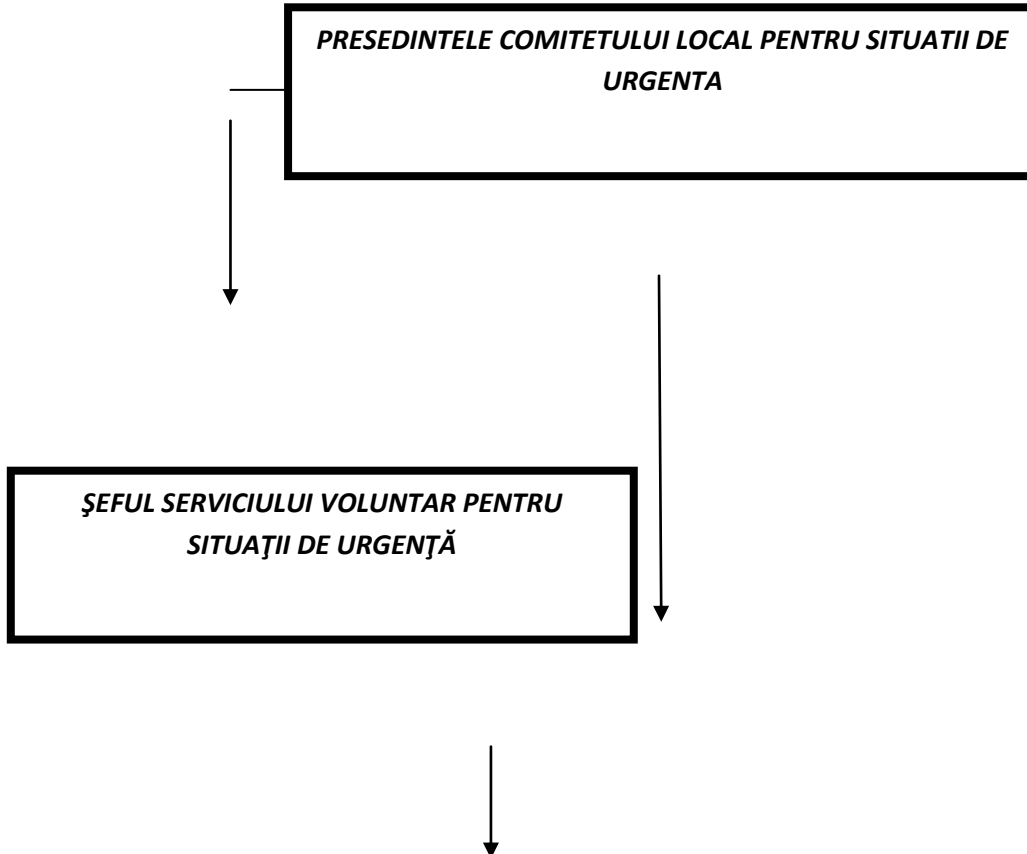 PRESEDINTELE COMITETULUI LOCAL PENTRU SITUATII DE
URGENTA
ŞEFUL SERVICIULUI VOLUNTAR PENTRU
SITUAŢII DE URGENŢĂ